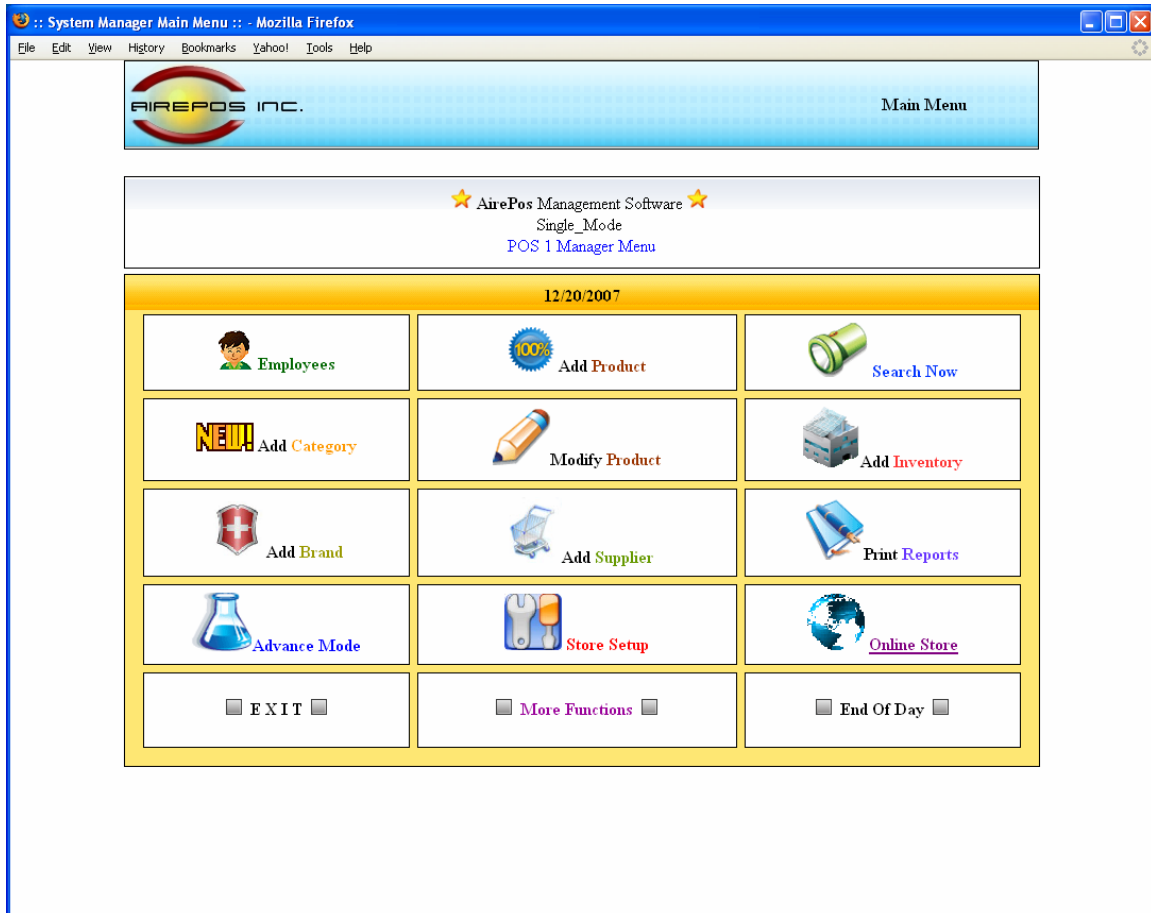 :: System Manager Main Menu :: - Mozilla Firefox
File Edit View History Bookmarks Yahoo! Tools Help
AIREPOS INC.
Main Menu
AirePos Management Software
Single_Mode
POS 1 Manager Menu
12/20/2007
Employees
100% Add Product
Search Now
NEW! Add Category
Modify Product
Add Inventory
Add Brand
Add Supplier
Print Reports
Advance Mode
Store Setup
Online Store
E X I T
More Functions
End Of Day